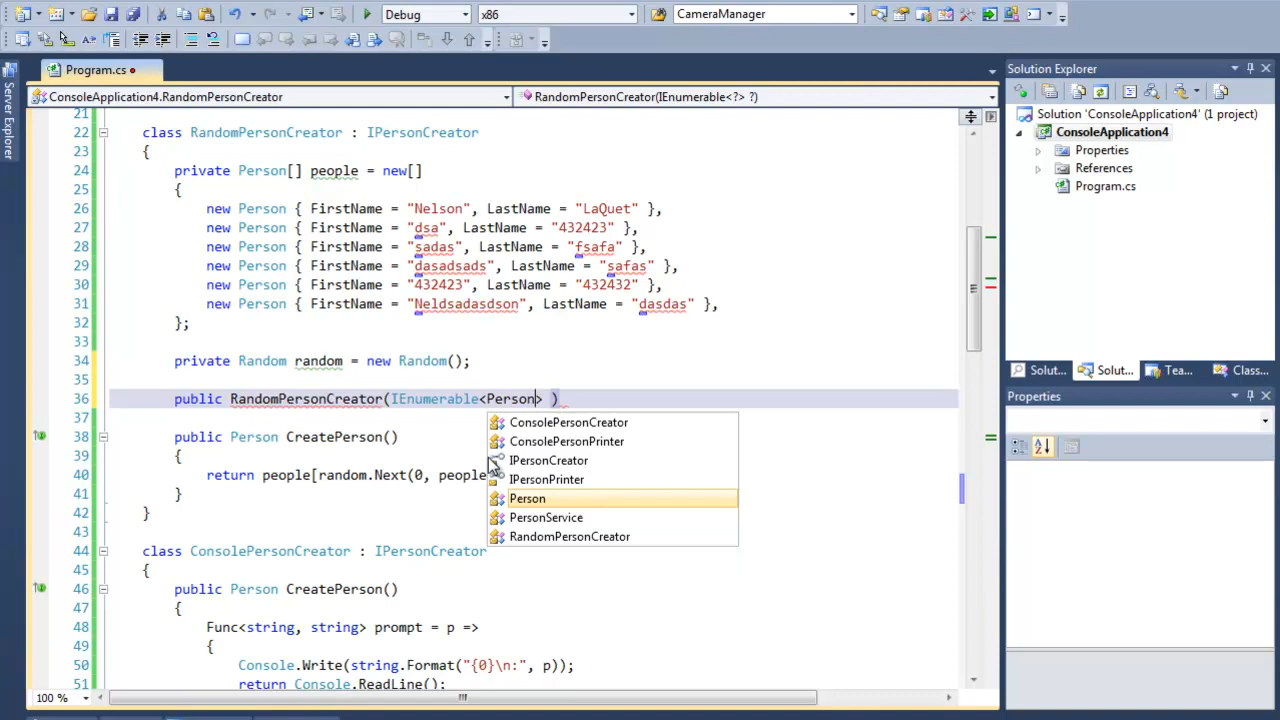 Debug
x86
CameraManager
Program.cs
ConsoleApplication4.RandomPersonCreator
RandomPersonCreator(IEnumerable<?> ?)
Server Explorer
21
22 class RandomPersonCreator : IPersonCreator
23 {
24 private Person[] people = new[]
25 {
26 new Person { FirstName = "Nelson", LastName = "LaQuet" },
27 new Person { FirstName = "dsa", LastName = "432423" },
28 new Person { FirstName = "sadas", LastName = "fsafa" },
29 new Person { FirstName = "dasadsads", LastName = "safas" },
30 new Person { FirstName = "432423", LastName = "432432" },
31 new Person { FirstName = "Neldsadasdson", LastName = "dasdas" },
32 };
33
34 private Random random = new Random();
35
36 public RandomPersonCreator(IEnumerable<Person> )
37
38 public Person CreatePerson()
39 {
40 return people[random.Next(0, people
41 }
42 }
43
44 class ConsolePersonCreator : IPersonCreator
45 {
46 public Person CreatePerson()
47 {
48 Func<string, string> prompt = p =>
49 {
50 Console.Write(string.Format("{0}\n:", p));
51 return Console.ReadLine();
ConsolePersonCreator
ConsolePersonPrinter
IPersonCreator
IPersonPrinter
Person
PersonService
RandomPersonCreator
100 %
Solution Explorer
Solution 'ConsoleApplication4' (1 project)
ConsoleApplication4
Properties
References
Program.cs
Solut...
Solut...
Tea...
Class...
Properties